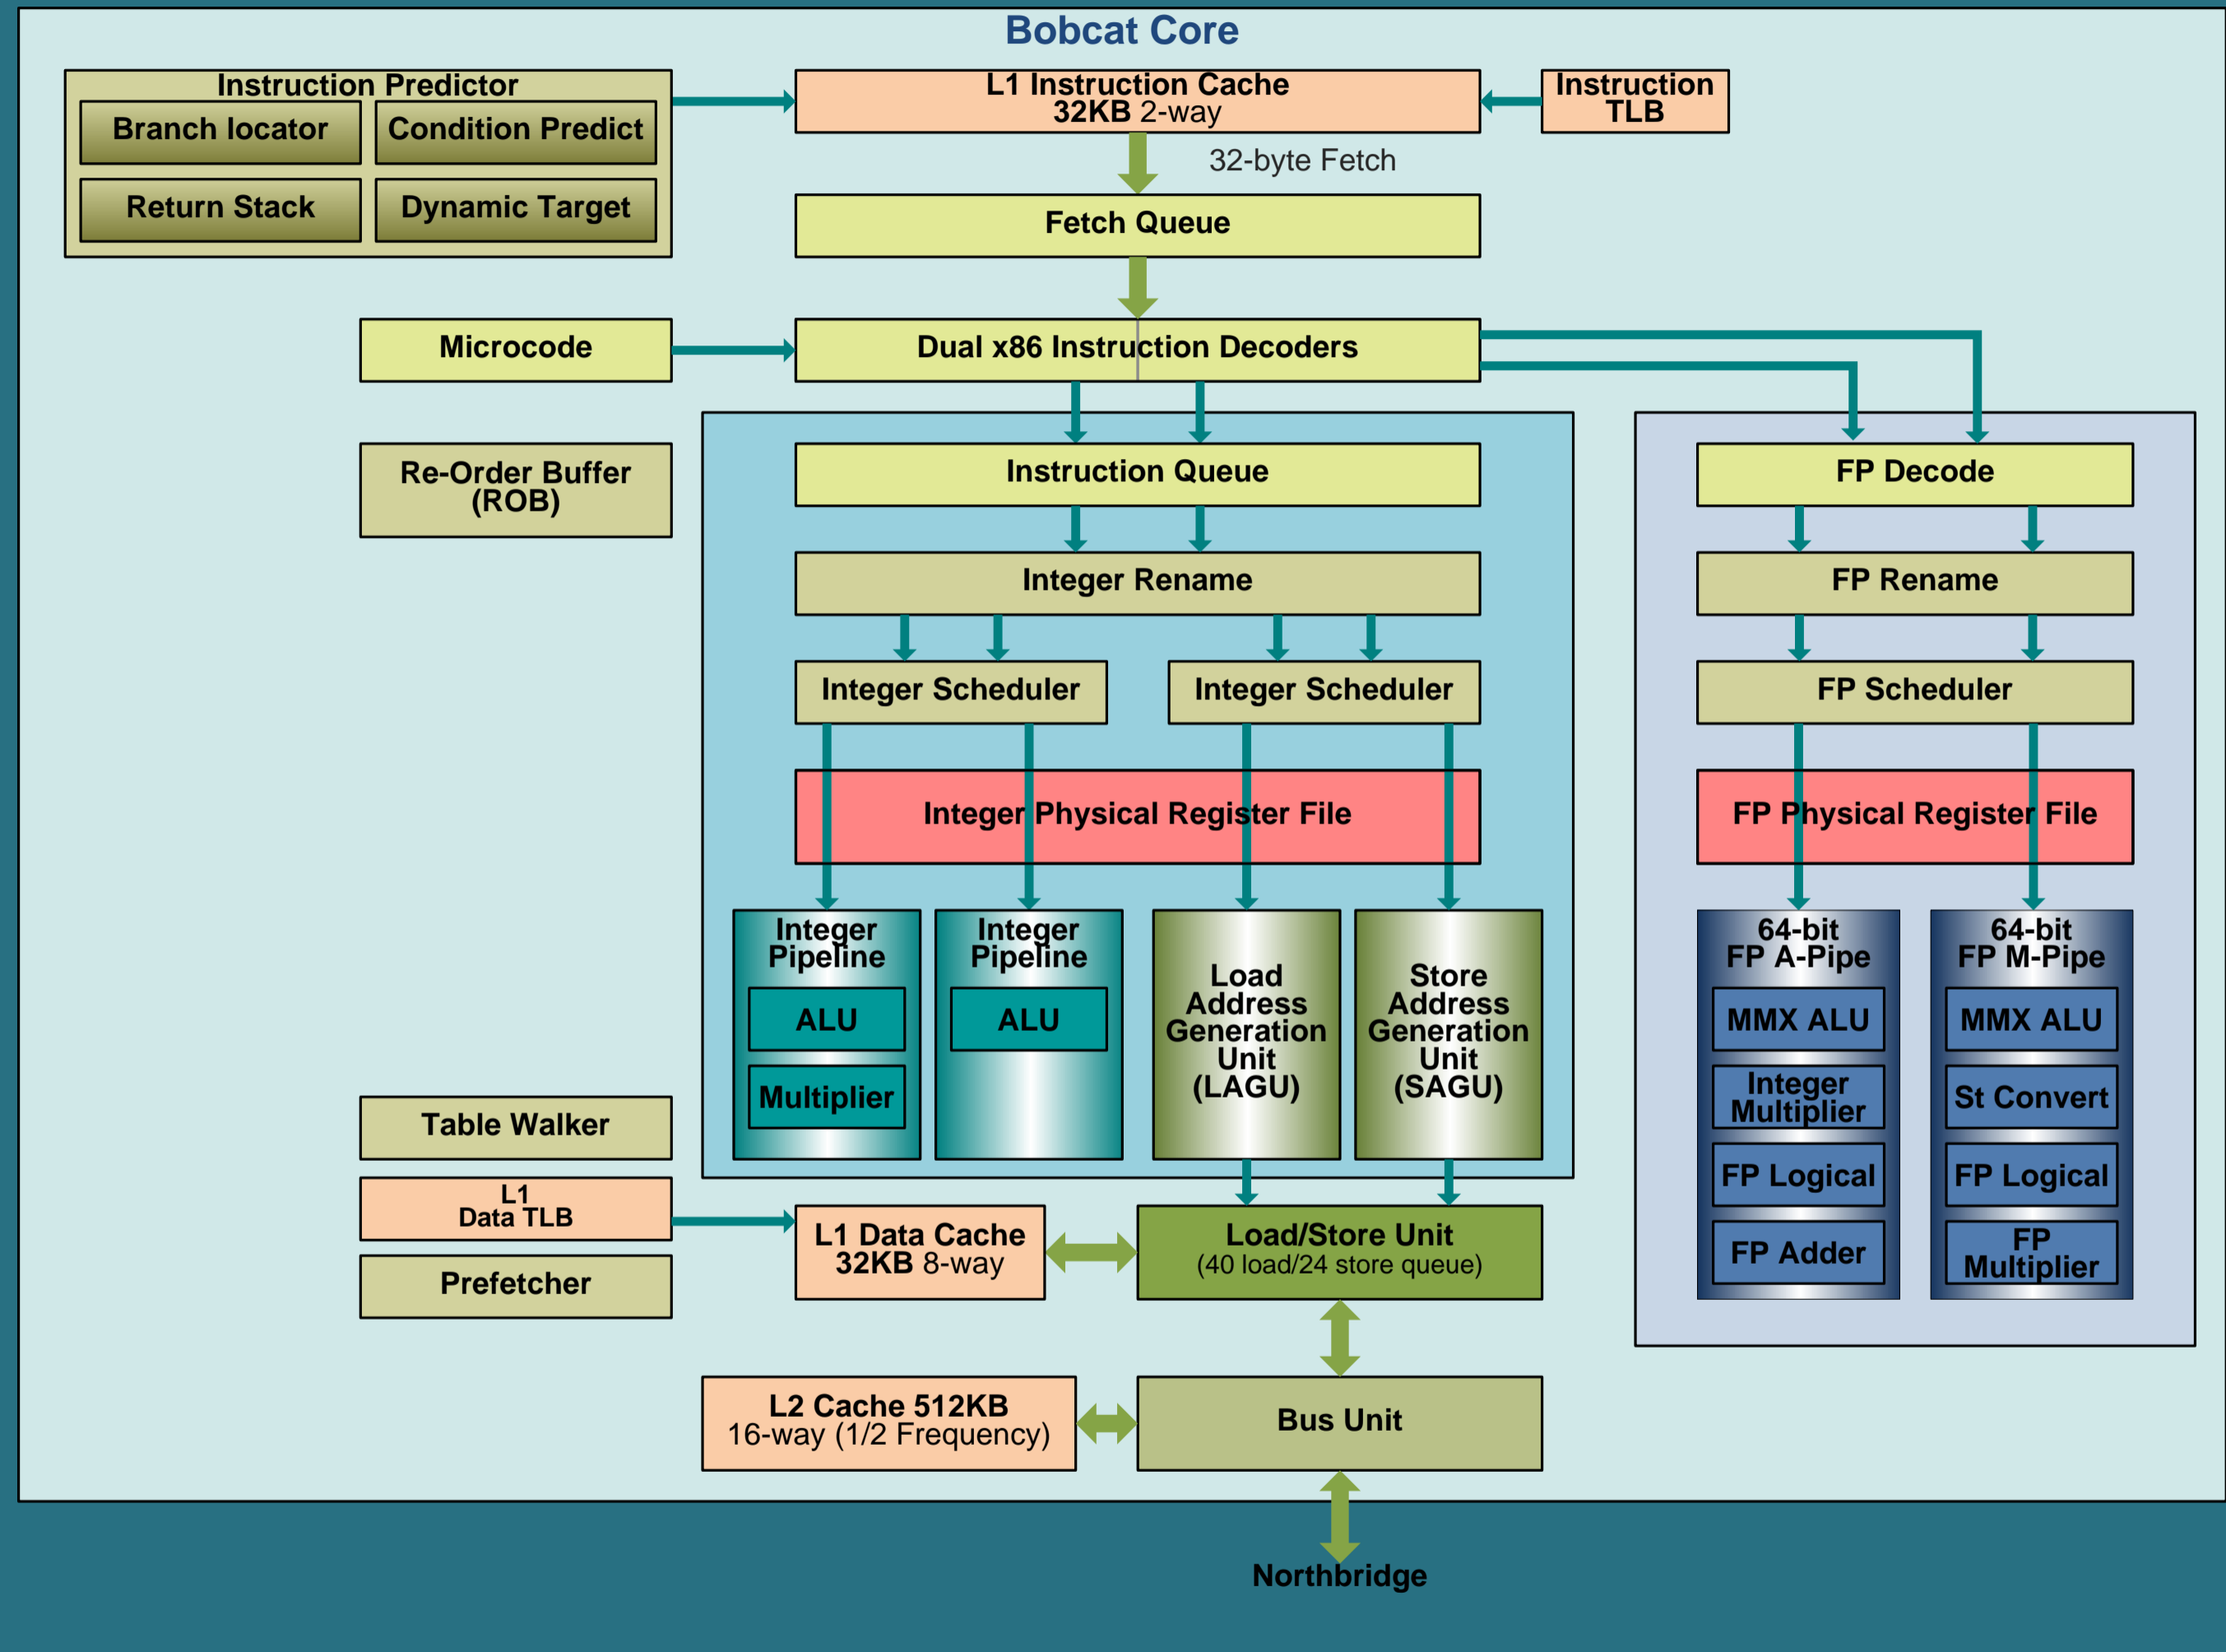 Bobcat Core
Instruction Predictor
Branch locator
Condition Predict
Return Stack
Dynamic Target
L1 Instruction Cache
32KB 2-way
Instruction
TLB
32-byte Fetch
Fetch Queue
Microcode
Dual x86 Instruction Decoders
Re-Order Buffer
(ROB)
Instruction Queue
Integer Rename
Integer Scheduler
Integer Scheduler
Integer Physical Register File
Integer
Pipeline
ALU
Multiplier
Integer
Pipeline
ALU
Load
Address
Generation
Unit
(LAGU)
Store
Address
Generation
Unit
(SAGU)
FP Decode
FP Rename
FP Scheduler
FP Physical Register File
64-bit
FP A-Pipe
MMX ALU
Integer
Multiplier
FP Logical
FP Adder
64-bit
FP M-Pipe
MMX ALU
St Convert
FP Logical
FP
Multiplier
Table Walker
L1
Data TLB
Prefetcher
L1 Data Cache
32KB 8-way
Load/Store Unit
(40 load/24 store queue)
L2 Cache 512KB
16-way (1/2 Frequency)
Bus Unit
Northbridge